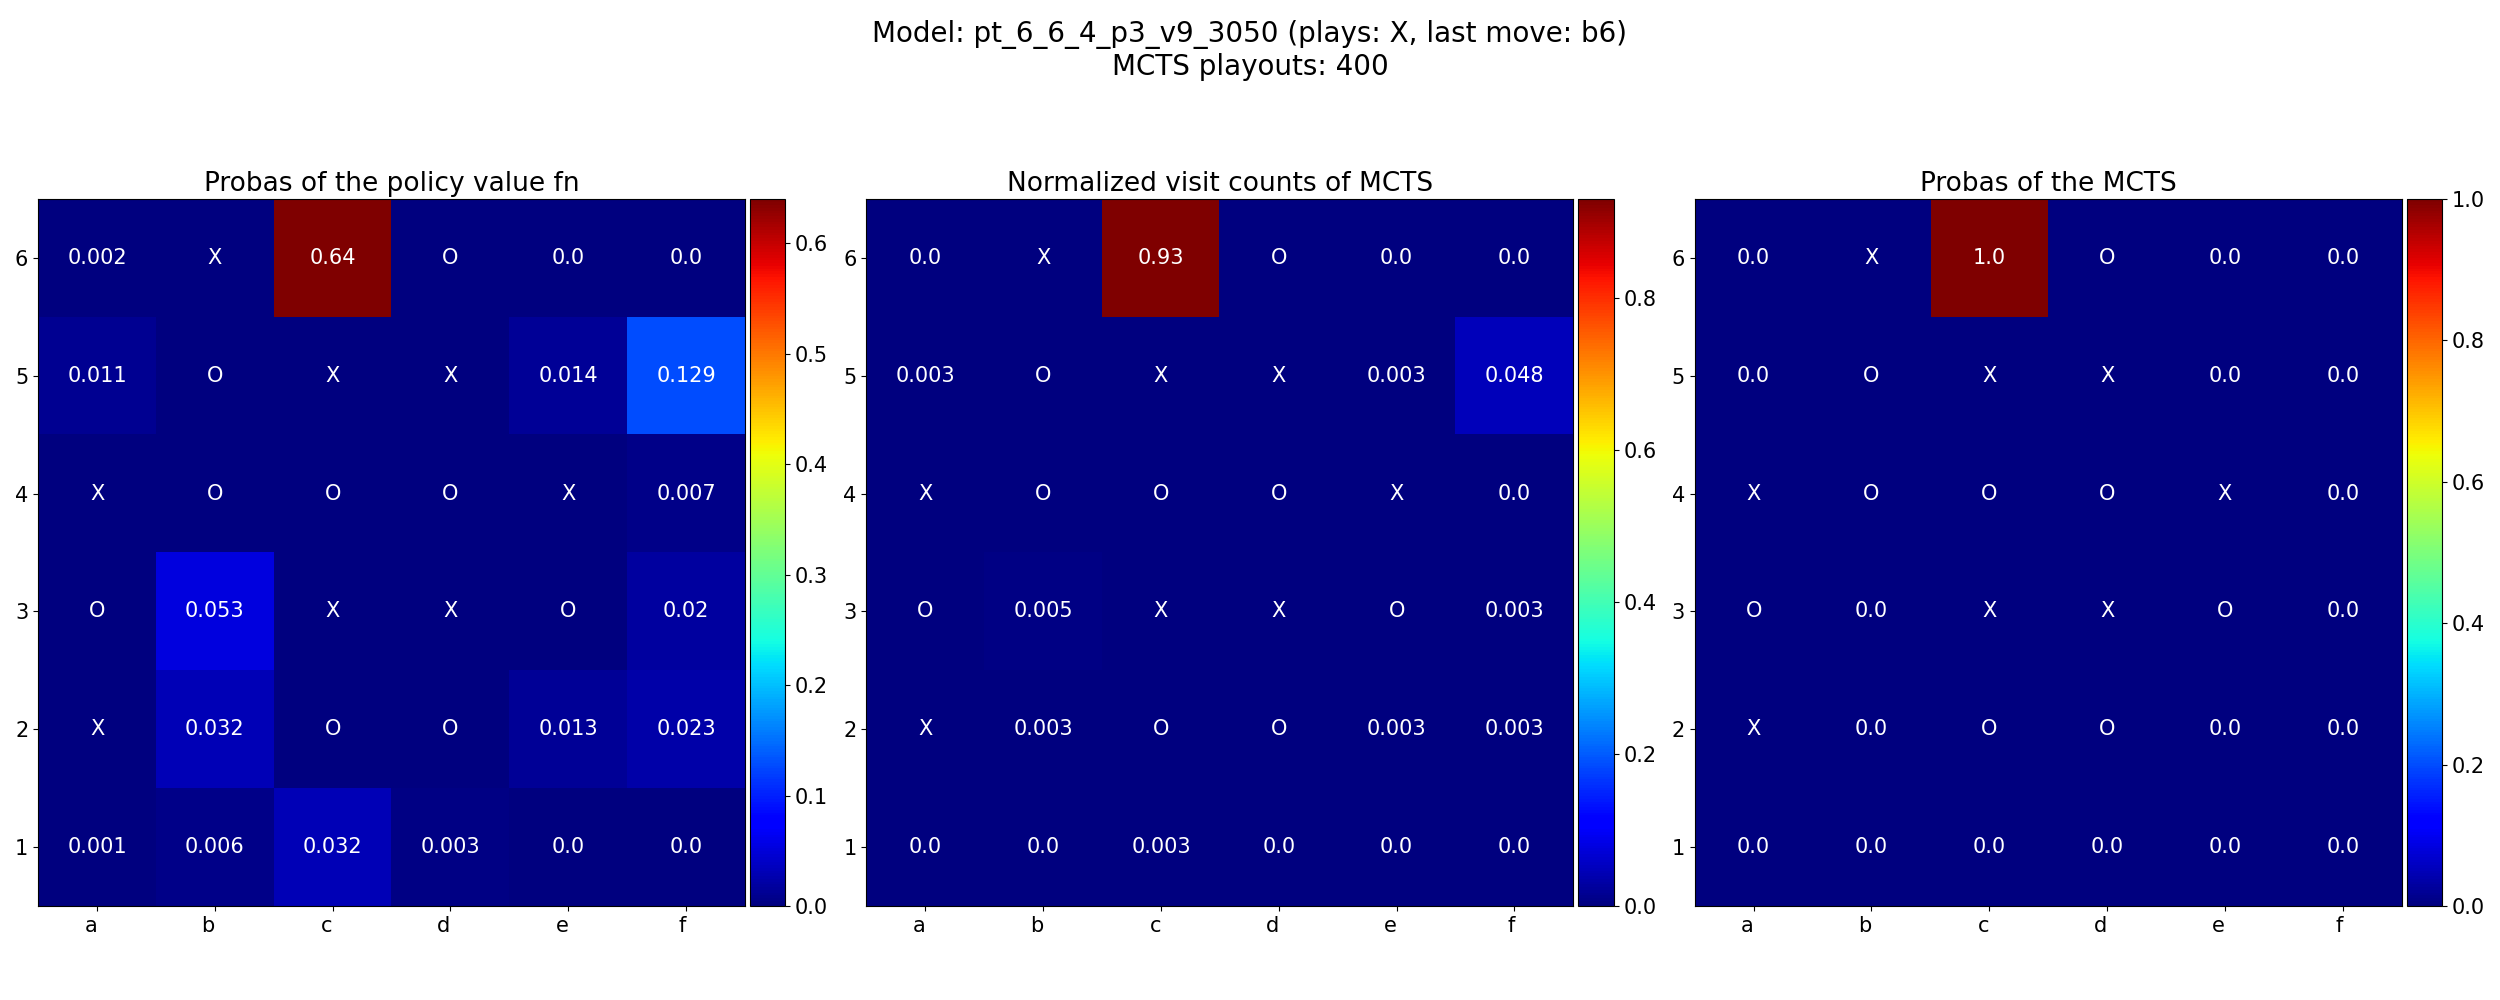 Model: pt_6_6_4_p3_v9_3050 (plays: X, last move: b6)
MCTS playouts: 400
Probas of the policy value fn
6 0.002 X 0.64 O 0.0 0.0
5 0.011 O X X 0.014 0.129
4 X O O O X 0.007
3 O 0.053 X X O 0.02
2 X 0.032 O O 0.013 0.023
1 0.001 0.006 0.032 0.003 0.0 0.0
a b c d e f
0.6
0.5
0.4
0.3
0.2
0.1
0.0
Normalized visit counts of MCTS
6 0.0 X 0.93 O 0.0 0.0
5 0.003 O X X 0.003 0.048
4 X O O O X 0.0
3 O 0.005 X X O 0.003
2 X 0.003 O O 0.003 0.003
1 0.0 0.0 0.003 0.0 0.0 0.0
a b c d e f
0.8
0.6
0.4
0.2
0.0
Probas of the MCTS
6 0.0 X 1.0 O 0.0 0.0
5 0.0 O X X 0.0 0.0
4 X O O O X 0.0
3 O 0.0 X X O 0.0
2 X 0.0 O O 0.0 0.0
1 0.0 0.0 0.0 0.0 0.0 0.0
a b c d e f
1.0
0.8
0.6
0.4
0.2
0.0